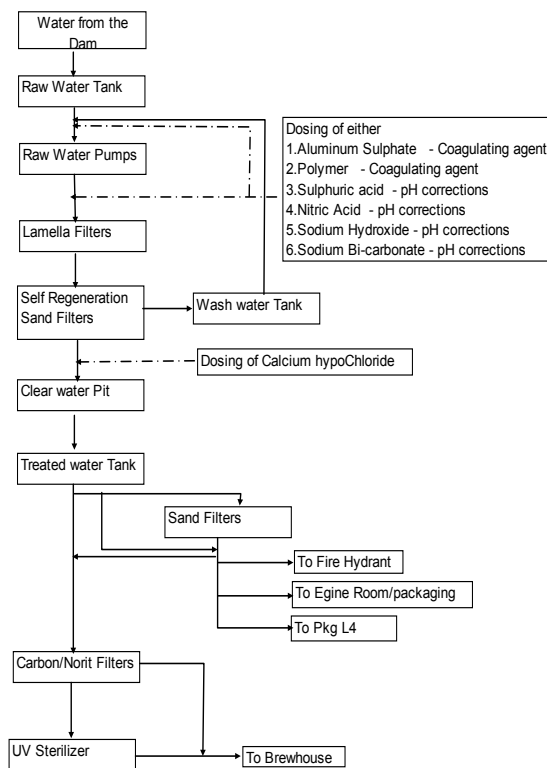 Water from the
Dam
Raw Water Tank
Raw Water Pumps
Dosing of either
1.Aluminum Sulphate - Coagulating agent
2.Polymer - Coagulating agent
3.Sulphuric acid - pH corrections
4.Nitric Acid - pH corrections
5.Sodium Hydroxide - pH corrections
6.Sodium Bi-carbonate - pH corrections
Lamella Filters
Self Regeneration
Sand Filters
Wash water Tank
Dosing of Calcium hypoChloride
Clear water Pit
Treated water Tank
Sand Filters
To Fire Hydrant
To Egine Room/packaging
To Pkg L4
Carbon/Norit Filters
UV Sterilizer
To Brewhouse